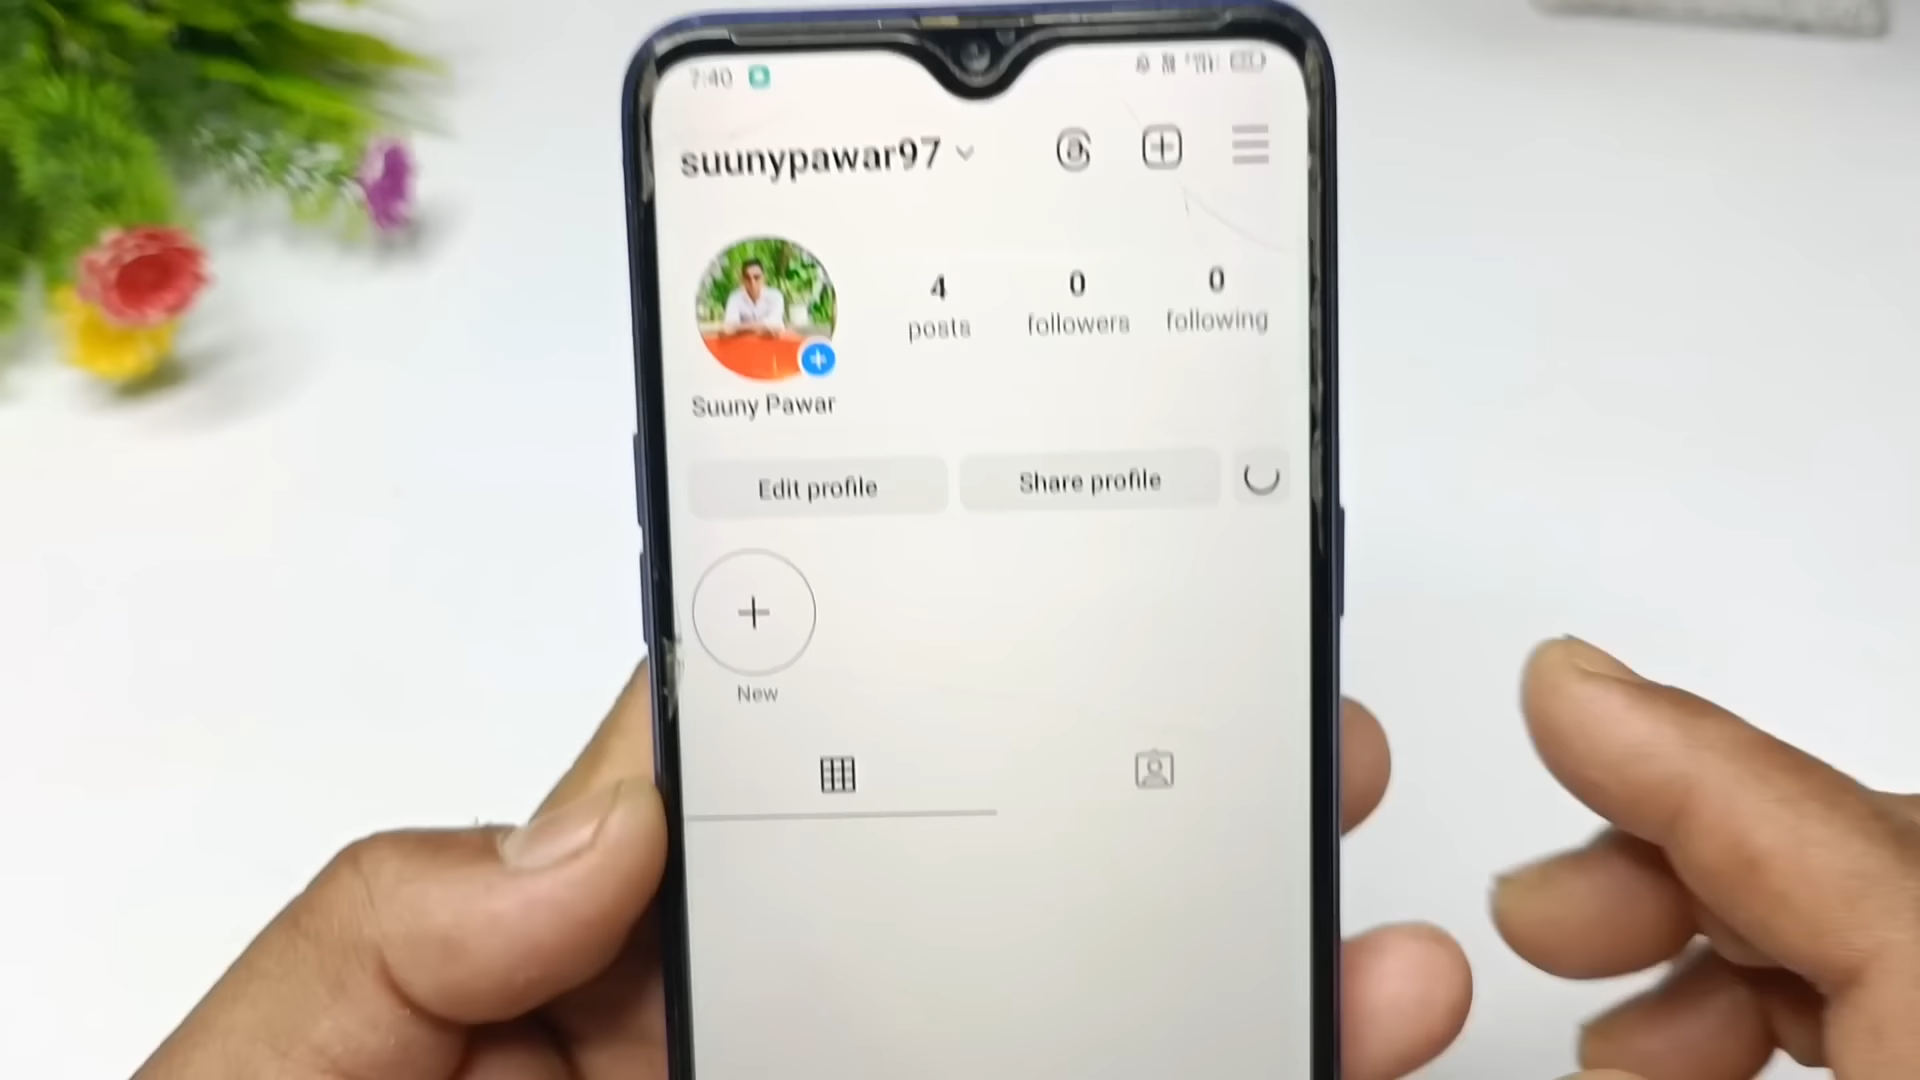 7:40
suunypawar97
4 0 0
posts followers following
Suuny Pawar
Edit profile Share profile
New